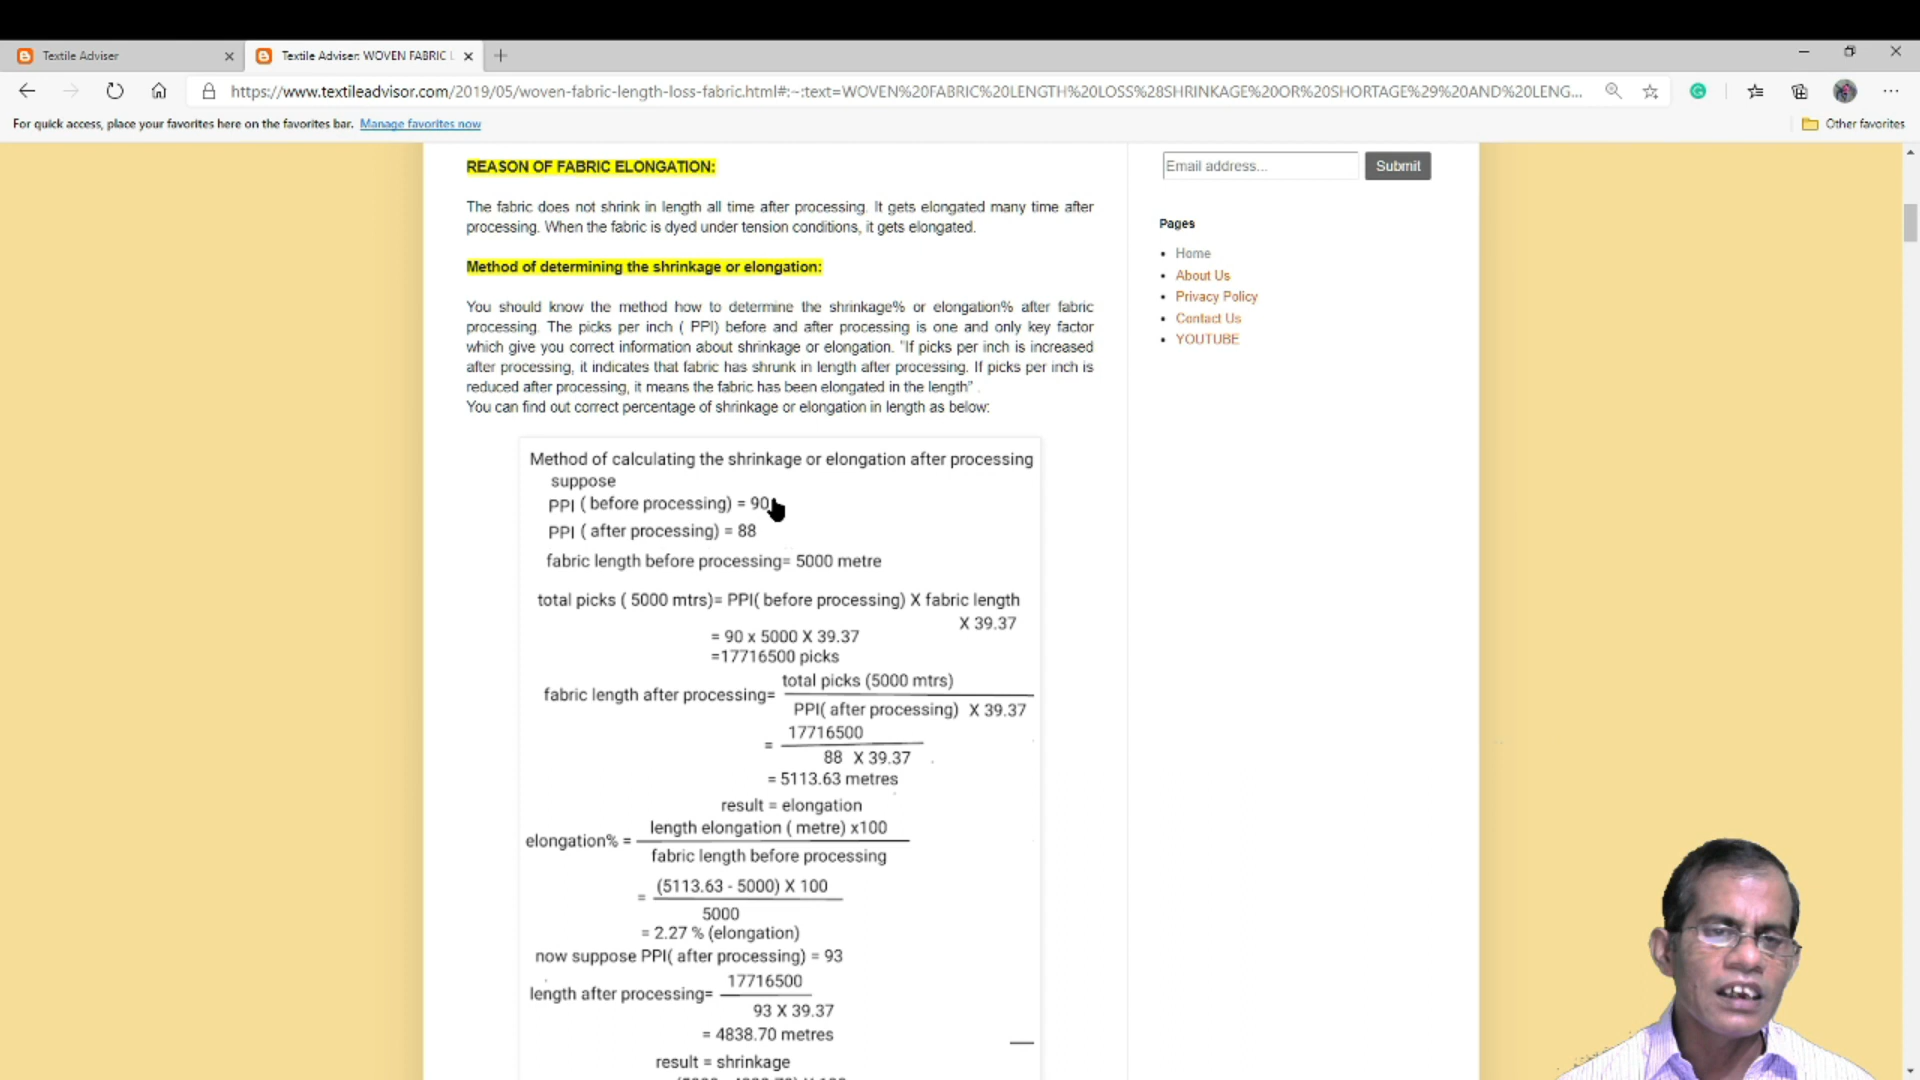 Textile Adviser
Textile Adviser: WOVEN FABRIC L
https://www.textileadvisor.com/2019/05/woven-fabric-length-loss-fabric.html#:~:text=WOVEN%20FABRIC%20LENGTH%20LOSS%28SHRINKAGE%20OR%20SHORTAGE%29%20AND%20LENG...
For quick access, place your favorites here on the favorites bar. Manage favorites now
Other favorites
REASON OF FABRIC ELONGATION:
The fabric does not shrink in length all time after processing. It gets elongated many time after
processing. When the fabric is dyed under tension conditions, it gets elongated.
Method of determining the shrinkage or elongation:
You should know the method how to determine the shrinkage% or elongation% after fabric
processing. The picks per inch ( PPI) before and after processing is one and only key factor
which give you correct information about shrinkage or elongation. "If picks per inch is increased
after processing, it indicates that fabric has shrunk in length after processing. If picks per inch is
reduced after processing, it means the fabric has been elongated in the length" .
You can find out correct percentage of shrinkage or elongation in length as below:
Method of calculating the shrinkage or elongation after processing
suppose
PPI ( before processing) = 90
PPI ( after processing) = 88
fabric length before processing= 5000 metre
total picks ( 5000 mtrs)= PPI( before processing) X fabric length
X 39.37
= 90 x 5000 X 39.37
=17716500 picks
total picks (5000 mtrs)
fabric length after processing=
PPI( after processing) X 39.37
17716500
=
88 X 39.37
= 5113.63 metres
result = elongation
length elongation ( metre) x100
elongation% =
fabric length before processing
(5113.63 - 5000) X 100
=
5000
= 2.27 % (elongation)
now suppose PPI( after processing) = 93
17716500
length after processing=
93 X 39.37
= 4838.70 metres
result = shrinkage
Email address...
Submit
Pages
Home
About Us
Privacy Policy
Contact Us
YOUTUBE